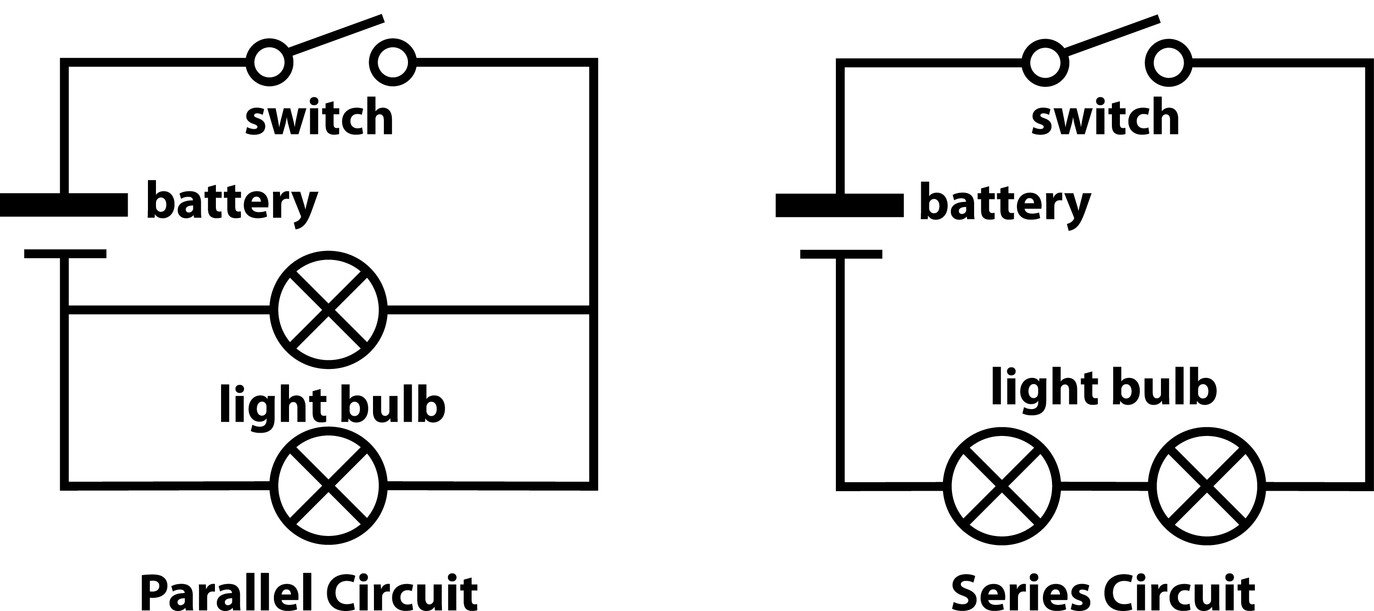 switch
battery
light bulb
Parallel Circuit
switch
battery
light bulb
Series Circuit